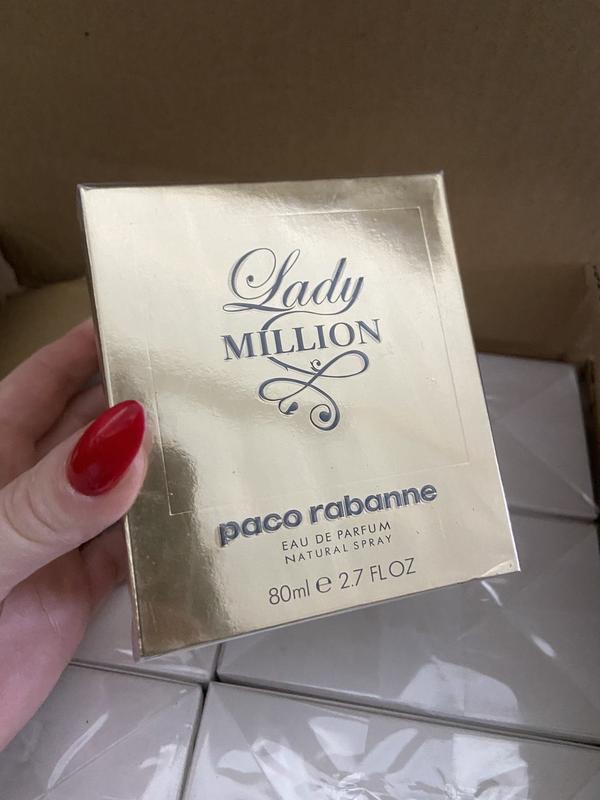 Lady
MILLION
paco rabanne
EAU DE PARFUM
NATURAL SPRAY
80ml ℮ 2.7 FL OZ